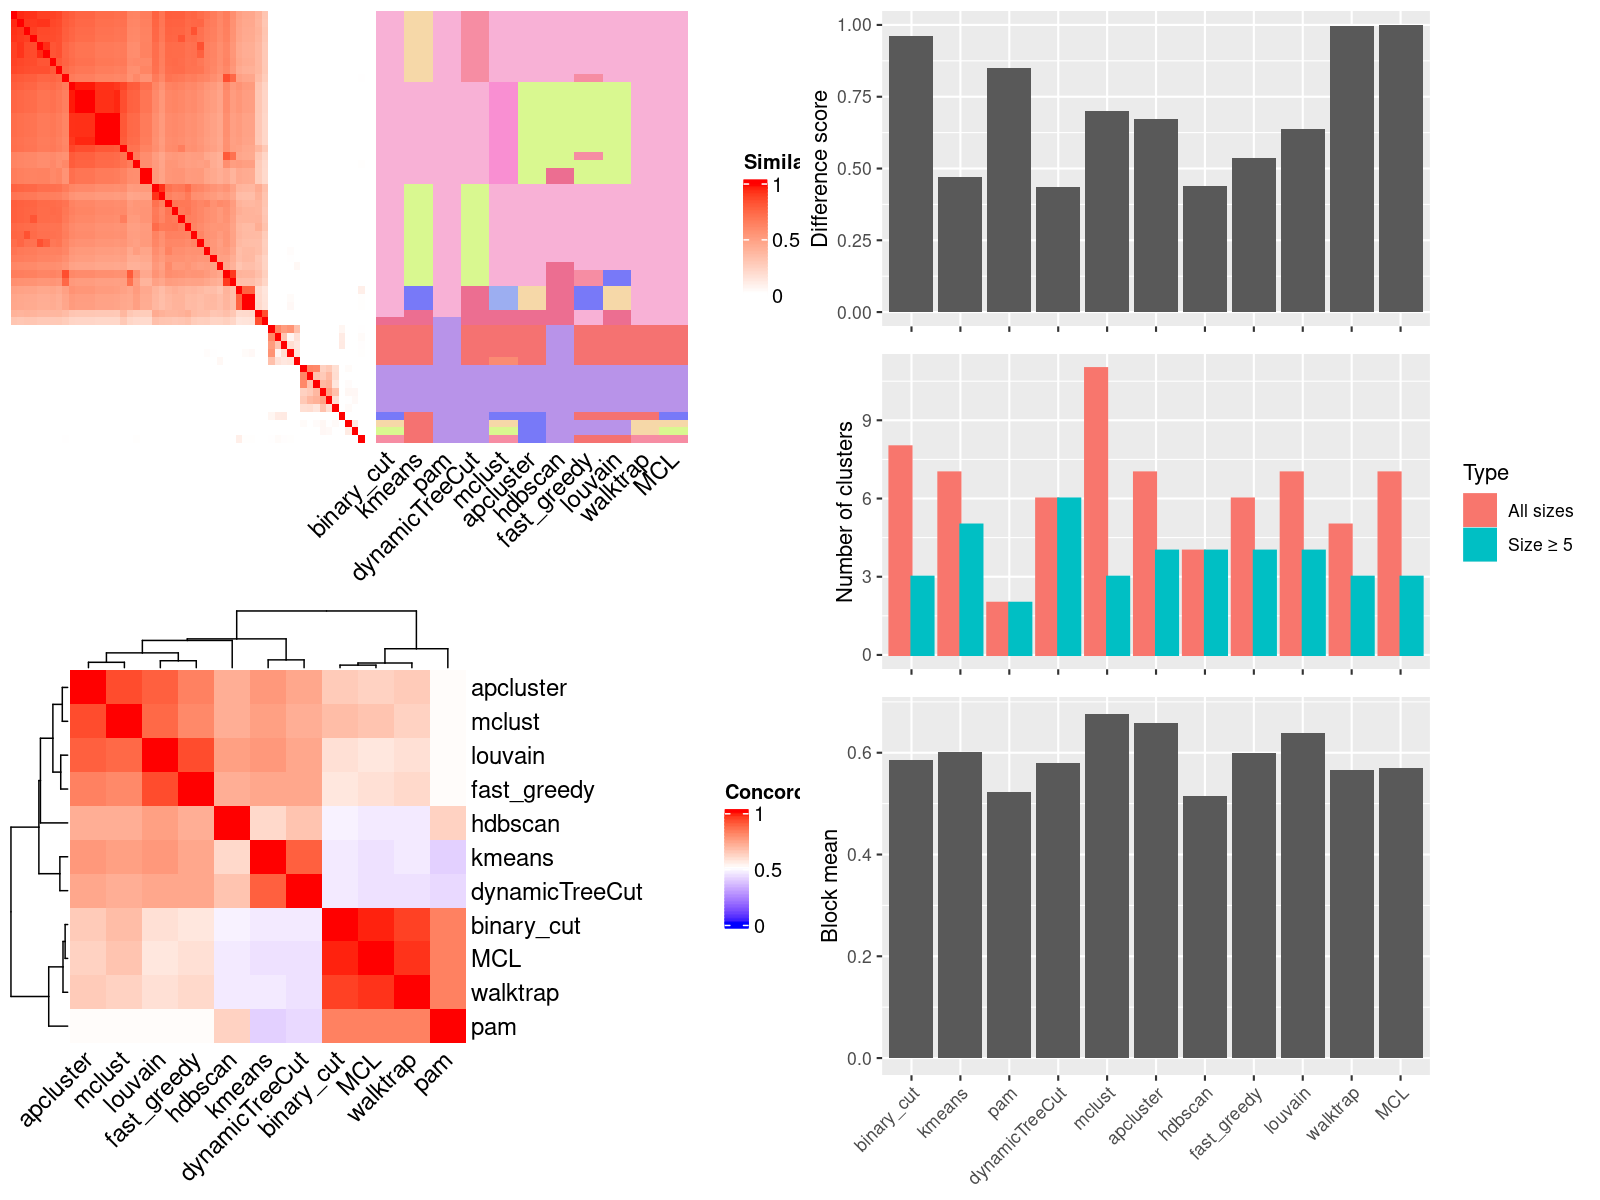 Simila
1
0.5
0
binary_cut
kmeans
pam
dynamicTreeCut
mclust
apcluster
hdbscan
fast_greedy
louvain
walktrap
MCL
Difference score
1.00
0.75
0.50
0.25
0.00
Number of clusters
9
6
3
0
Type
All sizes
Size ≥ 5
apcluster
mclust
louvain
fast_greedy
hdbscan
kmeans
dynamicTreeCut
binary_cut
MCL
walktrap
pam
apcluster
mclust
louvain
fast_greedy
hdbscan
kmeans
dynamicTreeCut
binary_cut
MCL
walktrap
pam
Concord
1
0.5
0
Block mean
0.6
0.4
0.2
0.0
binary_cut
kmeans
pam
dynamicTreeCut
mclust
apcluster
hdbscan
fast_greedy
louvain
walktrap
MCL